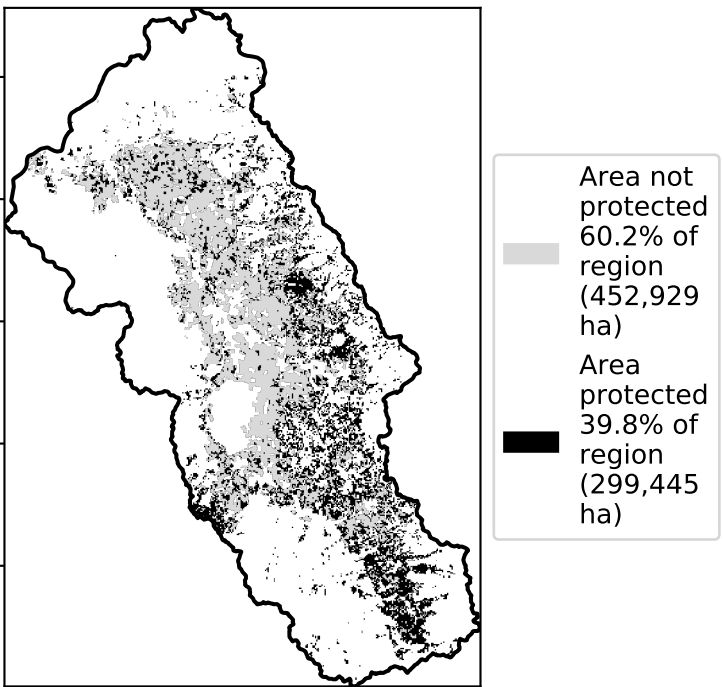 Area not
protected
60.2% of
region
(452,929
ha)
Area
protected
39.8% of
region
(299,445
ha)